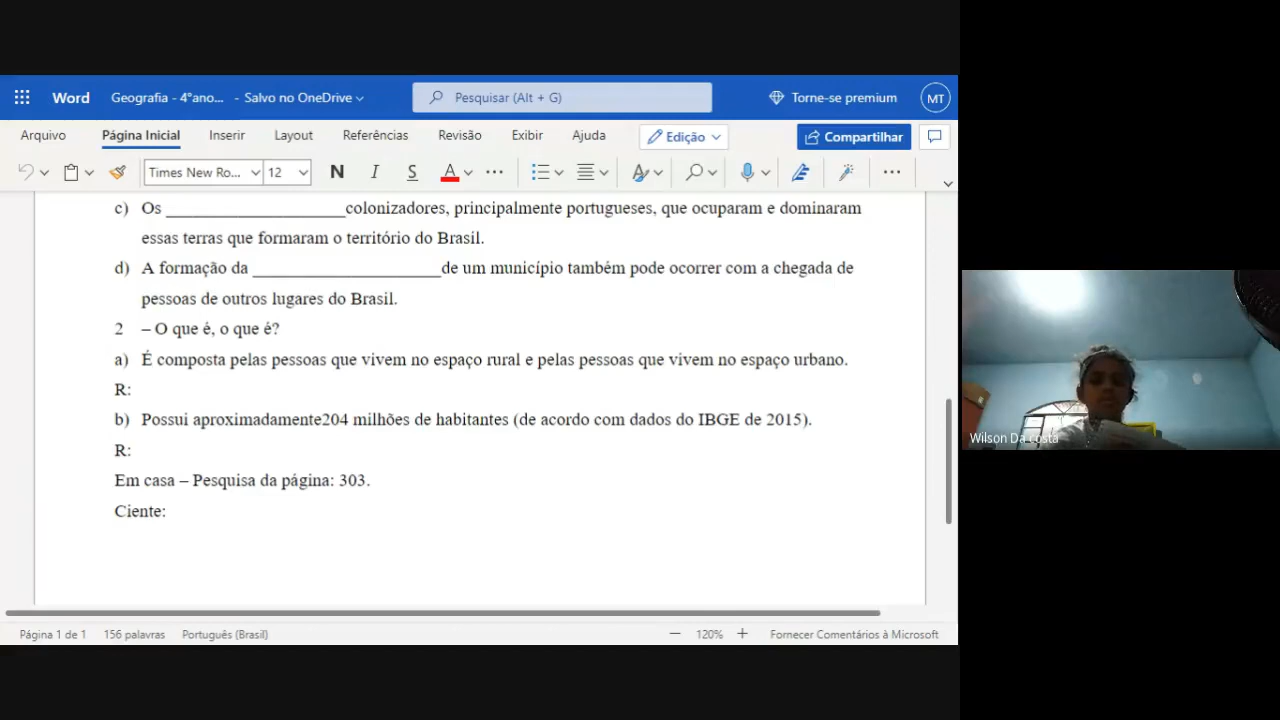 Word Geografia - 4°ano... - Salvo no OneDrive Pesquisar (Alt + G) Torne-se premium MT
Arquivo Página Inicial Inserir Layout Referências Revisão Exibir Ajuda Edição Compartilhar
Times New Ro... 12 N I S A ...
c) Os ____________________colonizadores, principalmente portugueses, que ocuparam e dominaram
essas terras que formaram o território do Brasil.
d) A formação da _____________________de um município também pode ocorrer com a chegada de
pessoas de outros lugares do Brasil.
2 – O que é, o que é?
a) É composta pelas pessoas que vivem no espaço rural e pelas pessoas que vivem no espaço urbano.
R:
b) Possui aproximadamente204 milhões de habitantes (de acordo com dados do IBGE de 2015).
R:
Em casa – Pesquisa da página: 303.
Ciente:
Página 1 de 1 156 palavras Português (Brasil) 120% Fornecer Comentários à Microsoft
Wilson Da costa